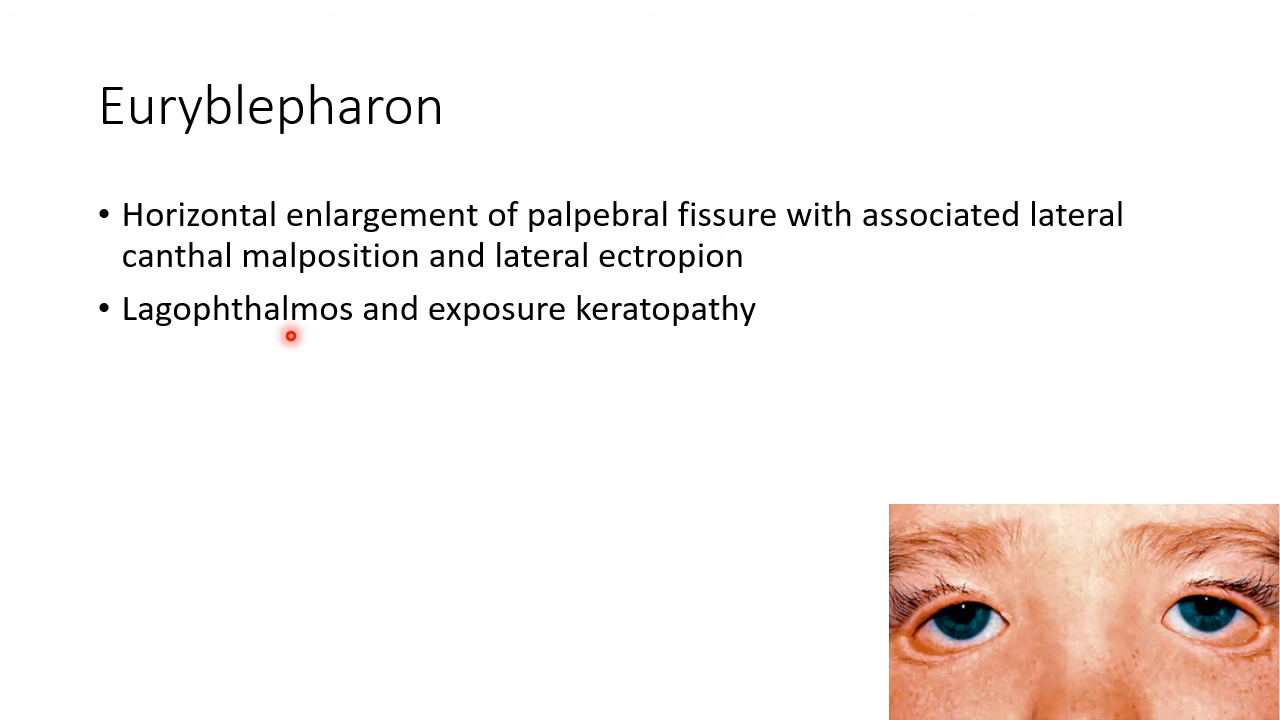 Euryblepharon
• Horizontal enlargement of palpebral fissure with associated lateral
canthal malposition and lateral ectropion
• Lagophthalmos and exposure keratopathy